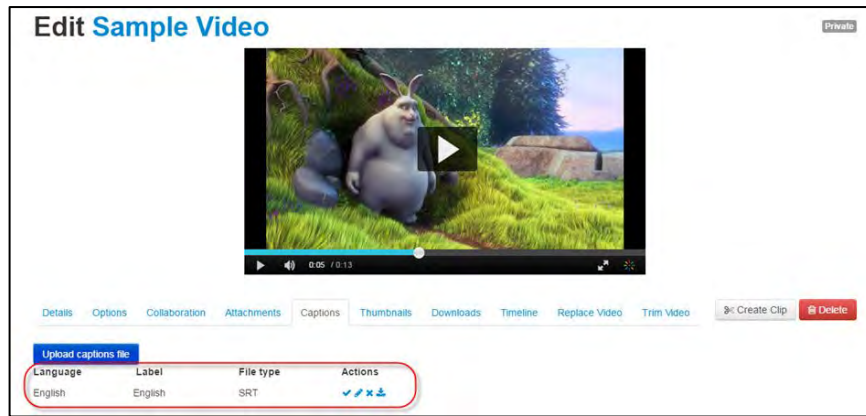 Edit Sample Video
Private
0:05 / 0:13
Details Options Collaboration Attachments Captions Thumbnails Downloads Timeline Replace Video Trim Video Create Clip Delete
Upload captions file
Language Label File type Actions
English English SRT